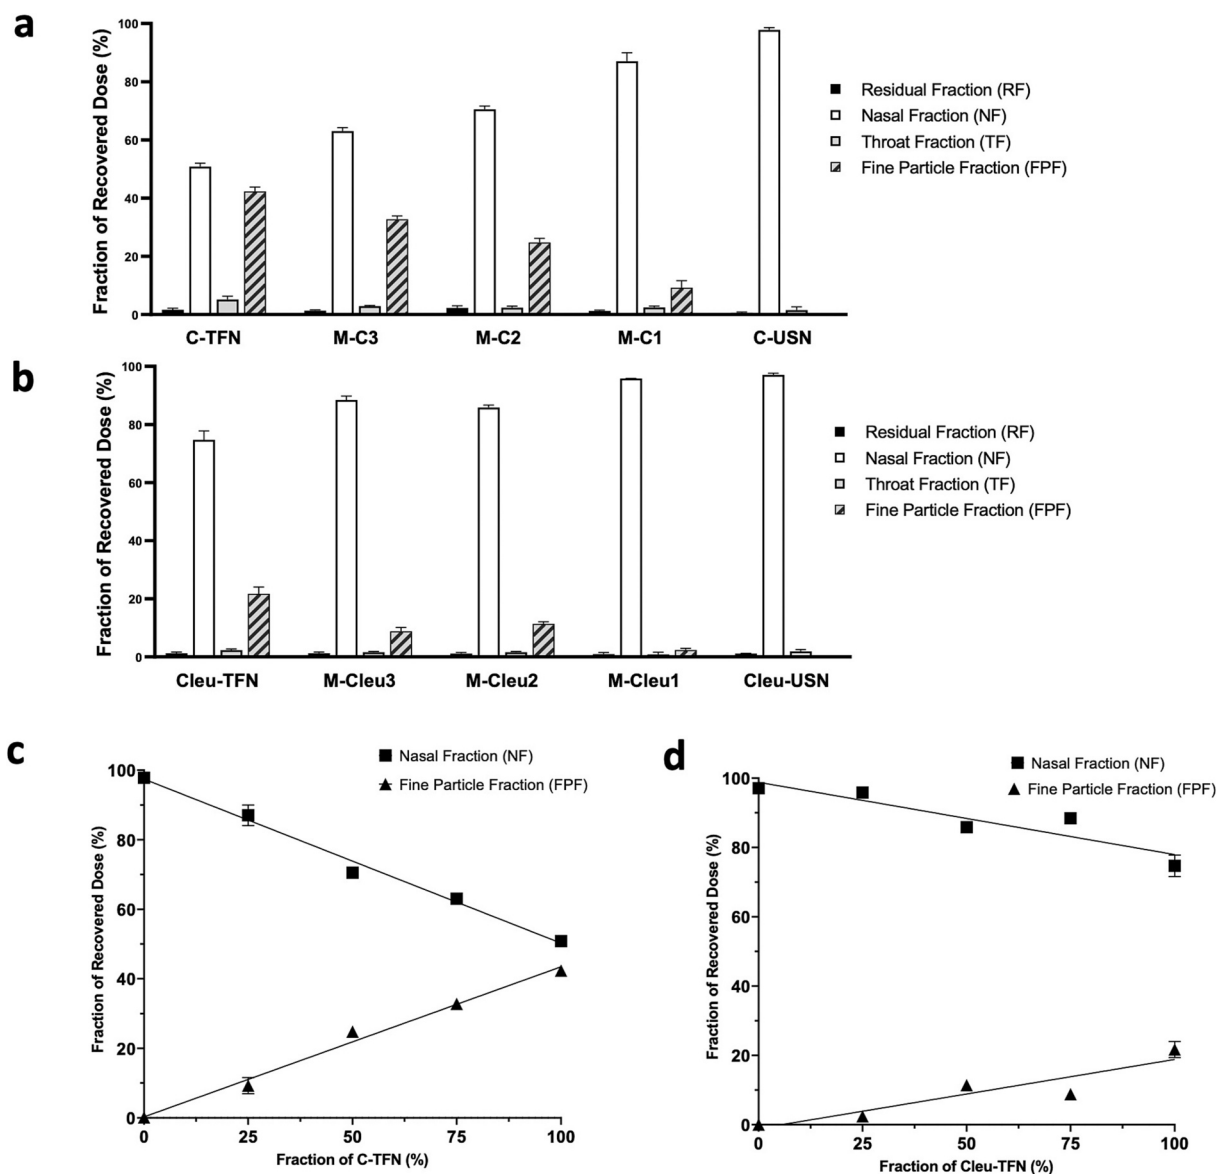 a
Fraction of Recovered Dose (%)
100
80
60
40
20
0
C-TFN M-C3 M-C2 M-C1 C-USN
Residual Fraction (RF)
Nasal Fraction (NF)
Throat Fraction (TF)
Fine Particle Fraction (FPF)
b
Fraction of Recovered Dose (%)
100
80
60
40
20
0
Cleu-TFN M-Cleu3 M-Cleu2 M-Cleu1 Cleu-USN
Residual Fraction (RF)
Nasal Fraction (NF)
Throat Fraction (TF)
Fine Particle Fraction (FPF)
c
Nasal Fraction (NF)
Fine Particle Fraction (FPF)
Fraction of Recovered Dose (%)
100
80
60
40
20
0
0 25 50 75 100
Fraction of C-TFN (%)
d
Nasal Fraction (NF)
Fine Particle Fraction (FPF)
Fraction of Recovered Dose (%)
100
80
60
40
20
0
0 25 50 75 100
Fraction of Cleu-TFN (%)